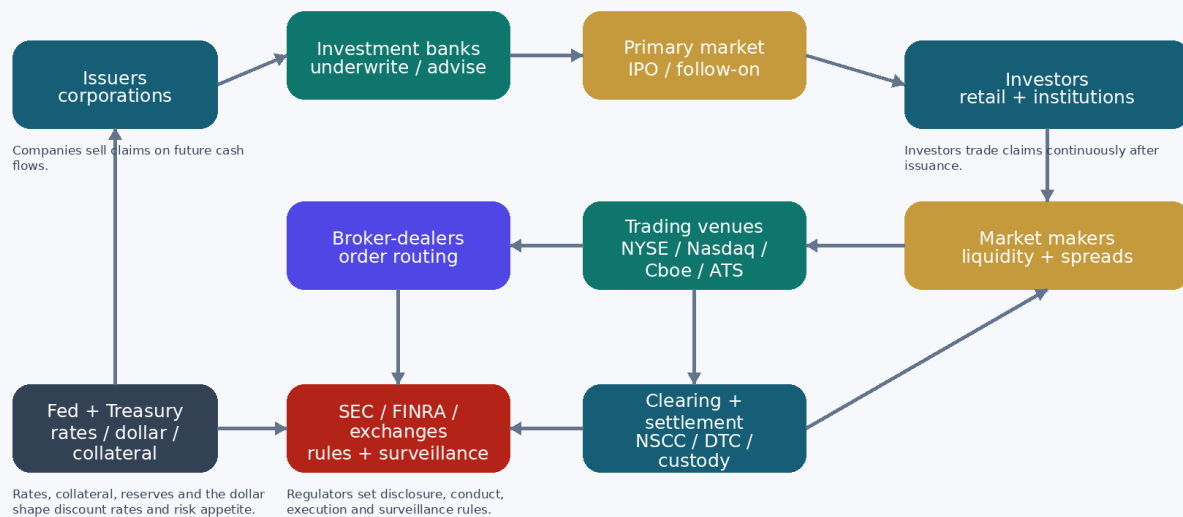 Issuers
corporations
Investment banks
underwrite / advise
Primary market
IPO / follow-on
Investors
retail + institutions
Companies sell claims on future cash
flows.
Investors trade claims continuously after
issuance.
Broker-dealers
order routing
Trading venues
NYSE / Nasdaq /
Cboe / ATS
Market makers
liquidity + spreads
Fed + Treasury
rates / dollar /
collateral
SEC / FINRA /
exchanges
rules + surveillance
Clearing +
settlement
NSCC / DTC /
custody
Rates, collateral, reserves and the dollar
shape discount rates and risk appetite.
Regulators set disclosure, conduct,
execution and surveillance rules.